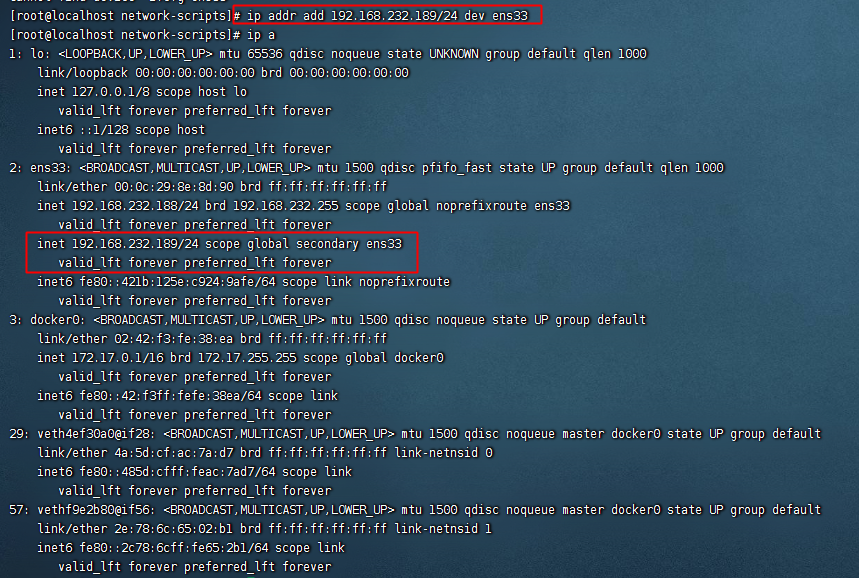 [root@localhost network-scripts]# ip addr add 192.168.232.189/24 dev ens33
[root@localhost network-scripts]# ip a
1: lo: <LOOPBACK,UP,LOWER_UP> mtu 65536 qdisc noqueue state UNKNOWN group default qlen 1000
    link/loopback 00:00:00:00:00:00 brd 00:00:00:00:00:00
    inet 127.0.0.1/8 scope host lo
       valid_lft forever preferred_lft forever
    inet6 ::1/128 scope host
       valid_lft forever preferred_lft forever
2: ens33: <BROADCAST,MULTICAST,UP,LOWER_UP> mtu 1500 qdisc pfifo_fast state UP group default qlen 1000
    link/ether 00:0c:29:8e:8d:90 brd ff:ff:ff:ff:ff:ff
    inet 192.168.232.188/24 brd 192.168.232.255 scope global noprefixroute ens33
       valid_lft forever preferred_lft forever
    inet 192.168.232.189/24 scope global secondary ens33
       valid_lft forever preferred_lft forever
    inet6 fe80::421b:125e:c924:9afe/64 scope link noprefixroute
       valid_lft forever preferred_lft forever
3: docker0: <BROADCAST,MULTICAST,UP,LOWER_UP> mtu 1500 qdisc noqueue state UP group default
    link/ether 02:42:f3:fe:38:ea brd ff:ff:ff:ff:ff:ff
    inet 172.17.0.1/16 brd 172.17.255.255 scope global docker0
       valid_lft forever preferred_lft forever
    inet6 fe80::42:f3ff:fefe:38ea/64 scope link
       valid_lft forever preferred_lft forever
29: veth4ef30a0@if28: <BROADCAST,MULTICAST,UP,LOWER_UP> mtu 1500 qdisc noqueue master docker0 state UP group default
    link/ether 4a:5d:cf:ac:7a:d7 brd ff:ff:ff:ff:ff:ff link-netnsid 0
    inet6 fe80::485d:cfff:feac:7ad7/64 scope link
       valid_lft forever preferred_lft forever
57: vethf9e2b80@if56: <BROADCAST,MULTICAST,UP,LOWER_UP> mtu 1500 qdisc noqueue master docker0 state UP group default
    link/ether 2e:78:6c:65:02:b1 brd ff:ff:ff:ff:ff:ff link-netnsid 1
    inet6 fe80::2c78:6cff:fe65:2b1/64 scope link
       valid_lft forever preferred_lft forever